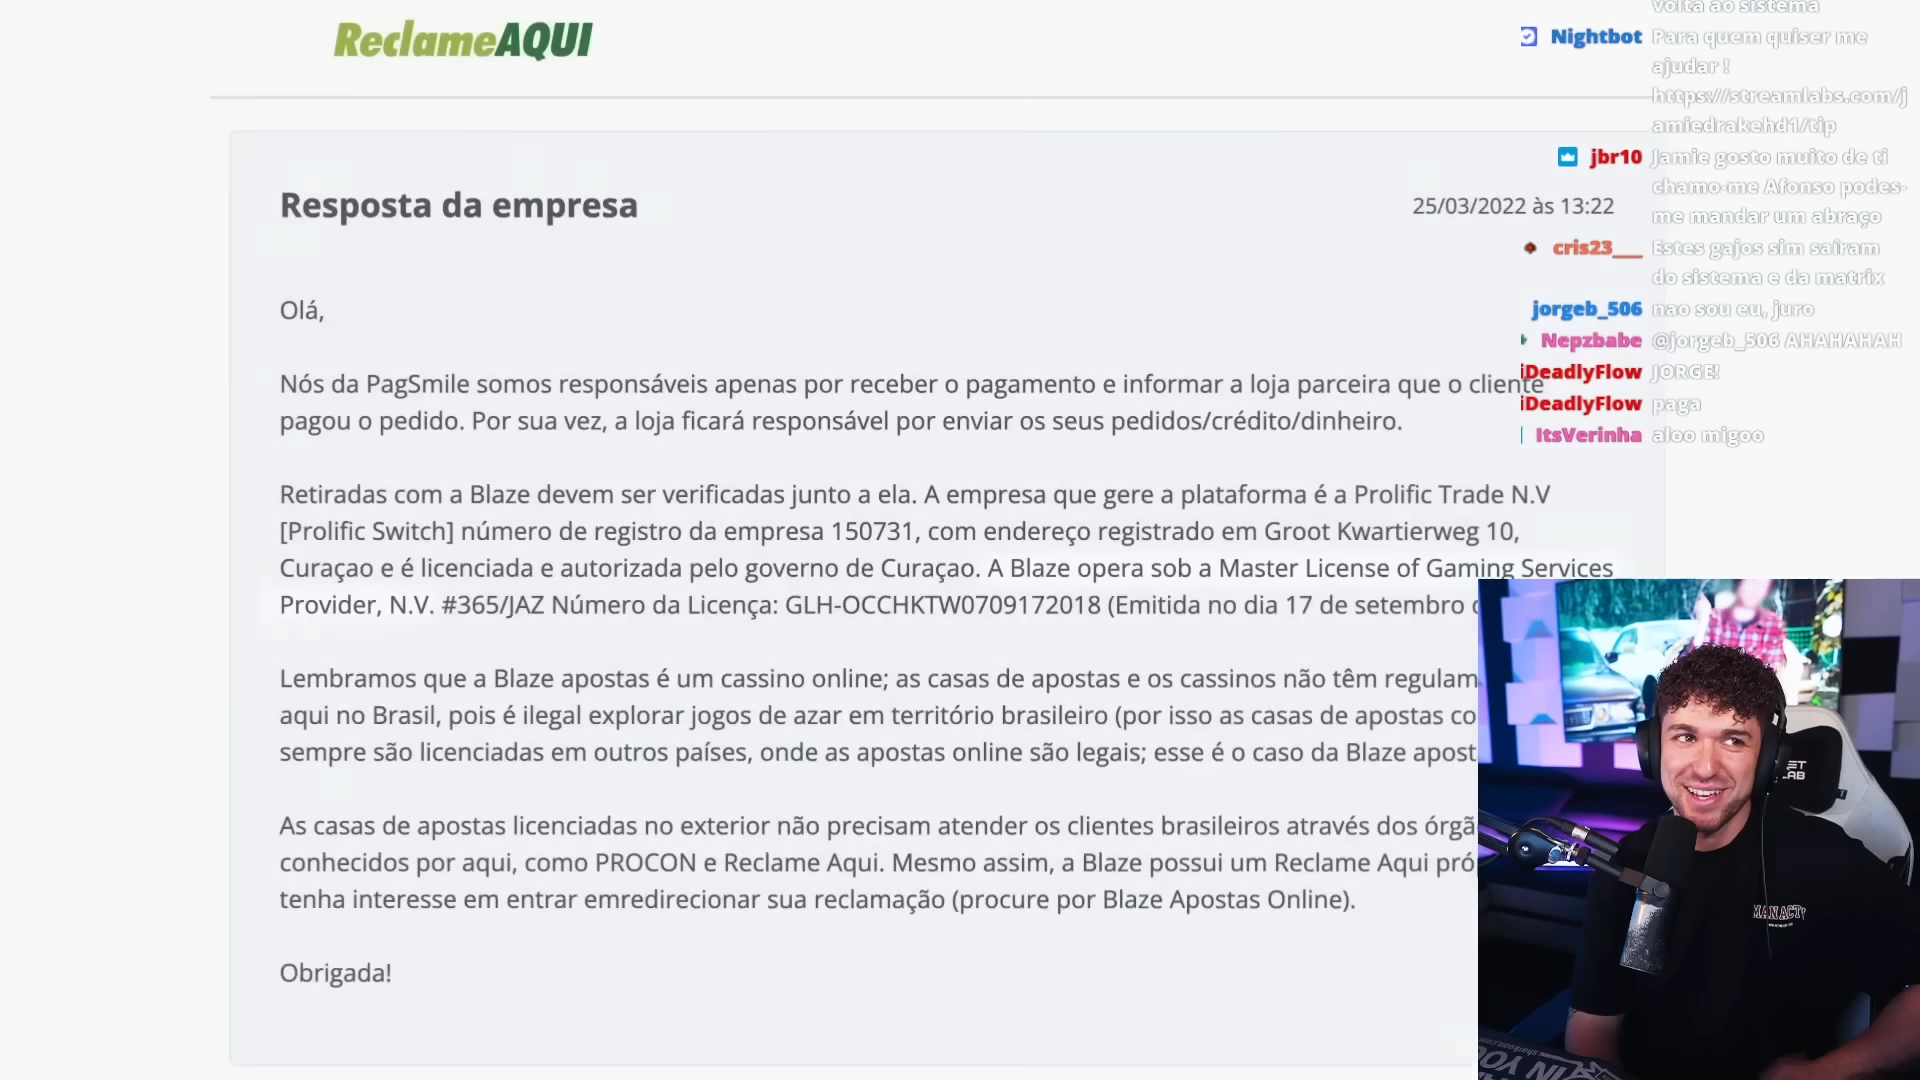 ReclameAQUI
Resposta da empresa
25/03/2022 às 13:22
Olá,
Nós da PagSmile somos responsáveis apenas por receber o pagamento e informar a loja parceira que o cliente
pagou o pedido. Por sua vez, a loja ficará responsável por enviar os seus pedidos/crédito/dinheiro.
Retiradas com a Blaze devem ser verificadas junto a ela. A empresa que gere a plataforma é a Prolific Trade N.V
[Prolific Switch] número de registro da empresa 150731, com endereço registrado em Groot Kwartierweg 10,
Curaçao e é licenciada e autorizada pelo governo de Curaçao. A Blaze opera sob a Master License of Gaming Services
Provider, N.V. #365/JAZ Número da Licença: GLH-OCCHKTW0709172018 (Emitida no dia 17 de setembro
Lembramos que a Blaze apostas é um cassino online; as casas de apostas e os cassinos não têm regulam
aqui no Brasil, pois é ilegal explorar jogos de azar em território brasileiro (por isso as casas de apostas co
sempre são licenciadas em outros países, onde as apostas online são legais; esse é o caso da Blaze apost
As casas de apostas licenciadas no exterior não precisam atender os clientes brasileiros através dos órgã
conhecidos por aqui, como PROCON e Reclame Aqui. Mesmo assim, a Blaze possui um Reclame Aqui pró
tenha interesse em entrar emredirecionar sua reclamação (procure por Blaze Apostas Online).
Obrigada!
volta ao sistema
Nightbot Para quem quiser me
ajudar !
https://streamlabs.com/j
amiedrakehd1/tip
jbr10 Jamie gosto muito de ti
chamo-me Afonso podes-
me mandar um abraço
cris23___ Estes gajos sim sairam
do sistema e da matrix
jorgeb_506 nao sou eu, juro
Nepzbabe @jorgeb_506 AHAHAHAH
iDeadlyFlow JORGE!
iDeadlyFlow paga
ItsVerinha aloo migoo